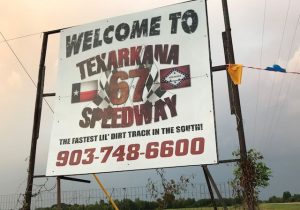 WELCOME TO
TEXARKANA
67
SPEEDWAY
THE FASTEST LIL' DIRT TRACK IN THE SOUTH!
903-748-6600